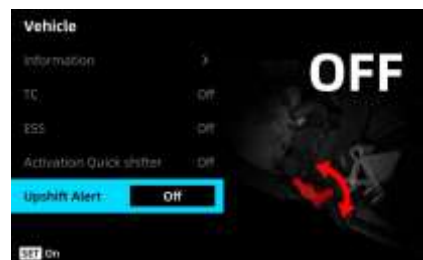 Vehicle
Information >
TC Off
OFF
ESS Off
Activation Quick shifter Off
Upshift Alert Off
SET On